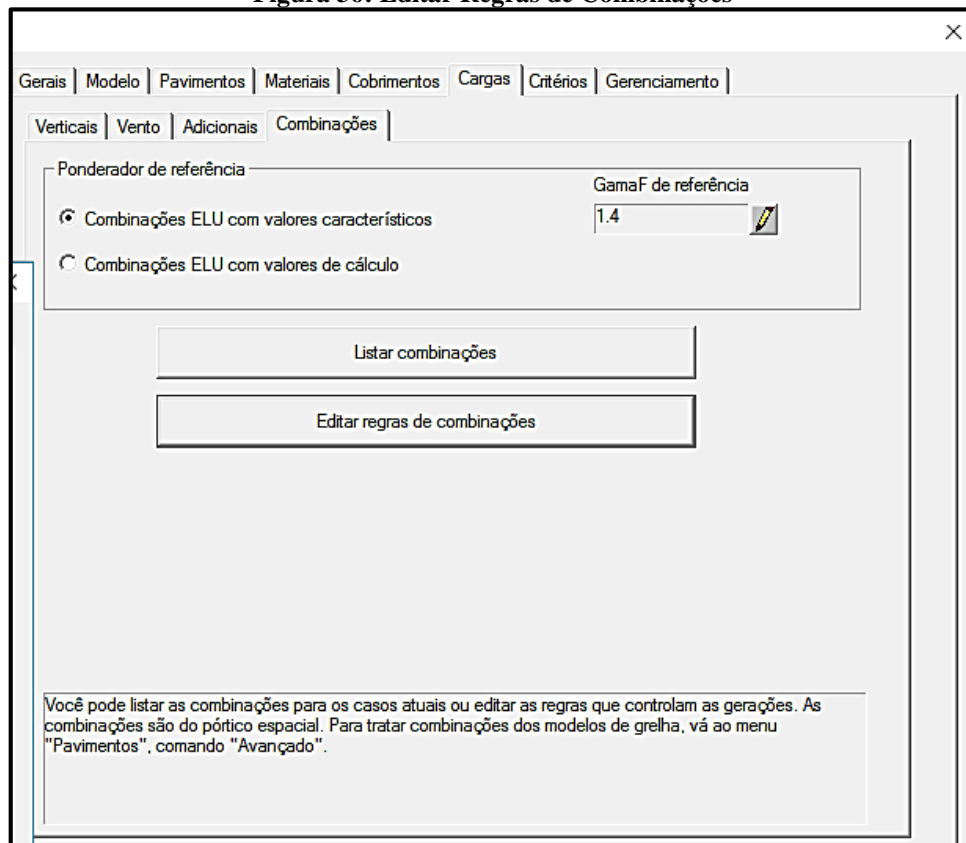 Figura 50: Editar Regras de Combinações
Gerais Modelo Pavimentos Materiais Cobrimentos Cargas Critérios Gerenciamento
Verticais Vento Adicionais Combinações
Ponderador de referência
GamaF de referência
Combinações ELU com valores característicos
1.4
Combinações ELU com valores de cálculo
Listar combinações
Editar regras de combinações
Você pode listar as combinações para os casos atuais ou editar as regras que controlam as gerações. As
combinações são do pórtico espacial. Para tratar combinações dos modelos de grelha, vá ao menu
"Pavimentos", comando "Avançado".